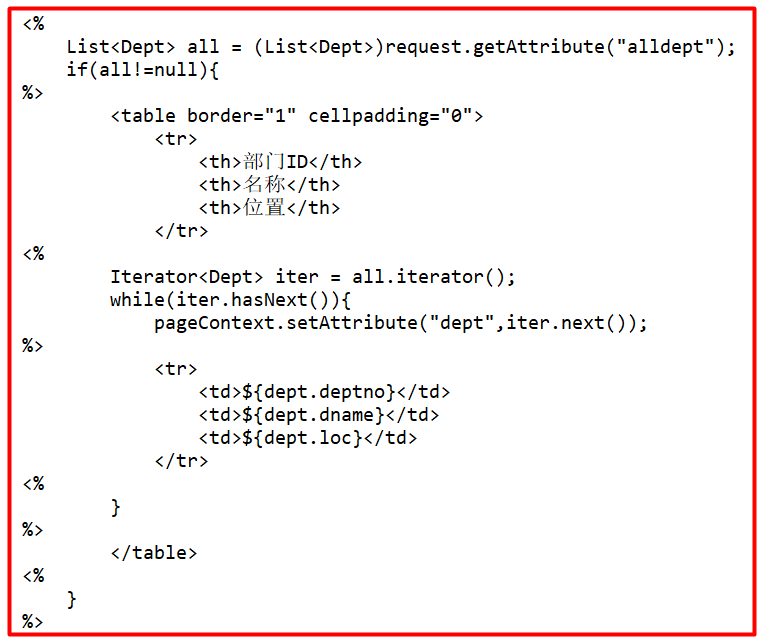 <%
    List<Dept> all = (List<Dept>)request.getAttribute("alldept");
    if(all!=null){
%>
        <table border="1" cellpadding="0">
            <tr>
                <th>部门ID</th>
                <th>名称</th>
                <th>位置</th>
            </tr>
<%
        Iterator<Dept> iter = all.iterator();
        while(iter.hasNext()){
            pageContext.setAttribute("dept",iter.next());
%>
            <tr>
                <td>${dept.deptno}</td>
                <td>${dept.dname}</td>
                <td>${dept.loc}</td>
            </tr>
<%
        }
%>
        </table>
<%
    }
%>